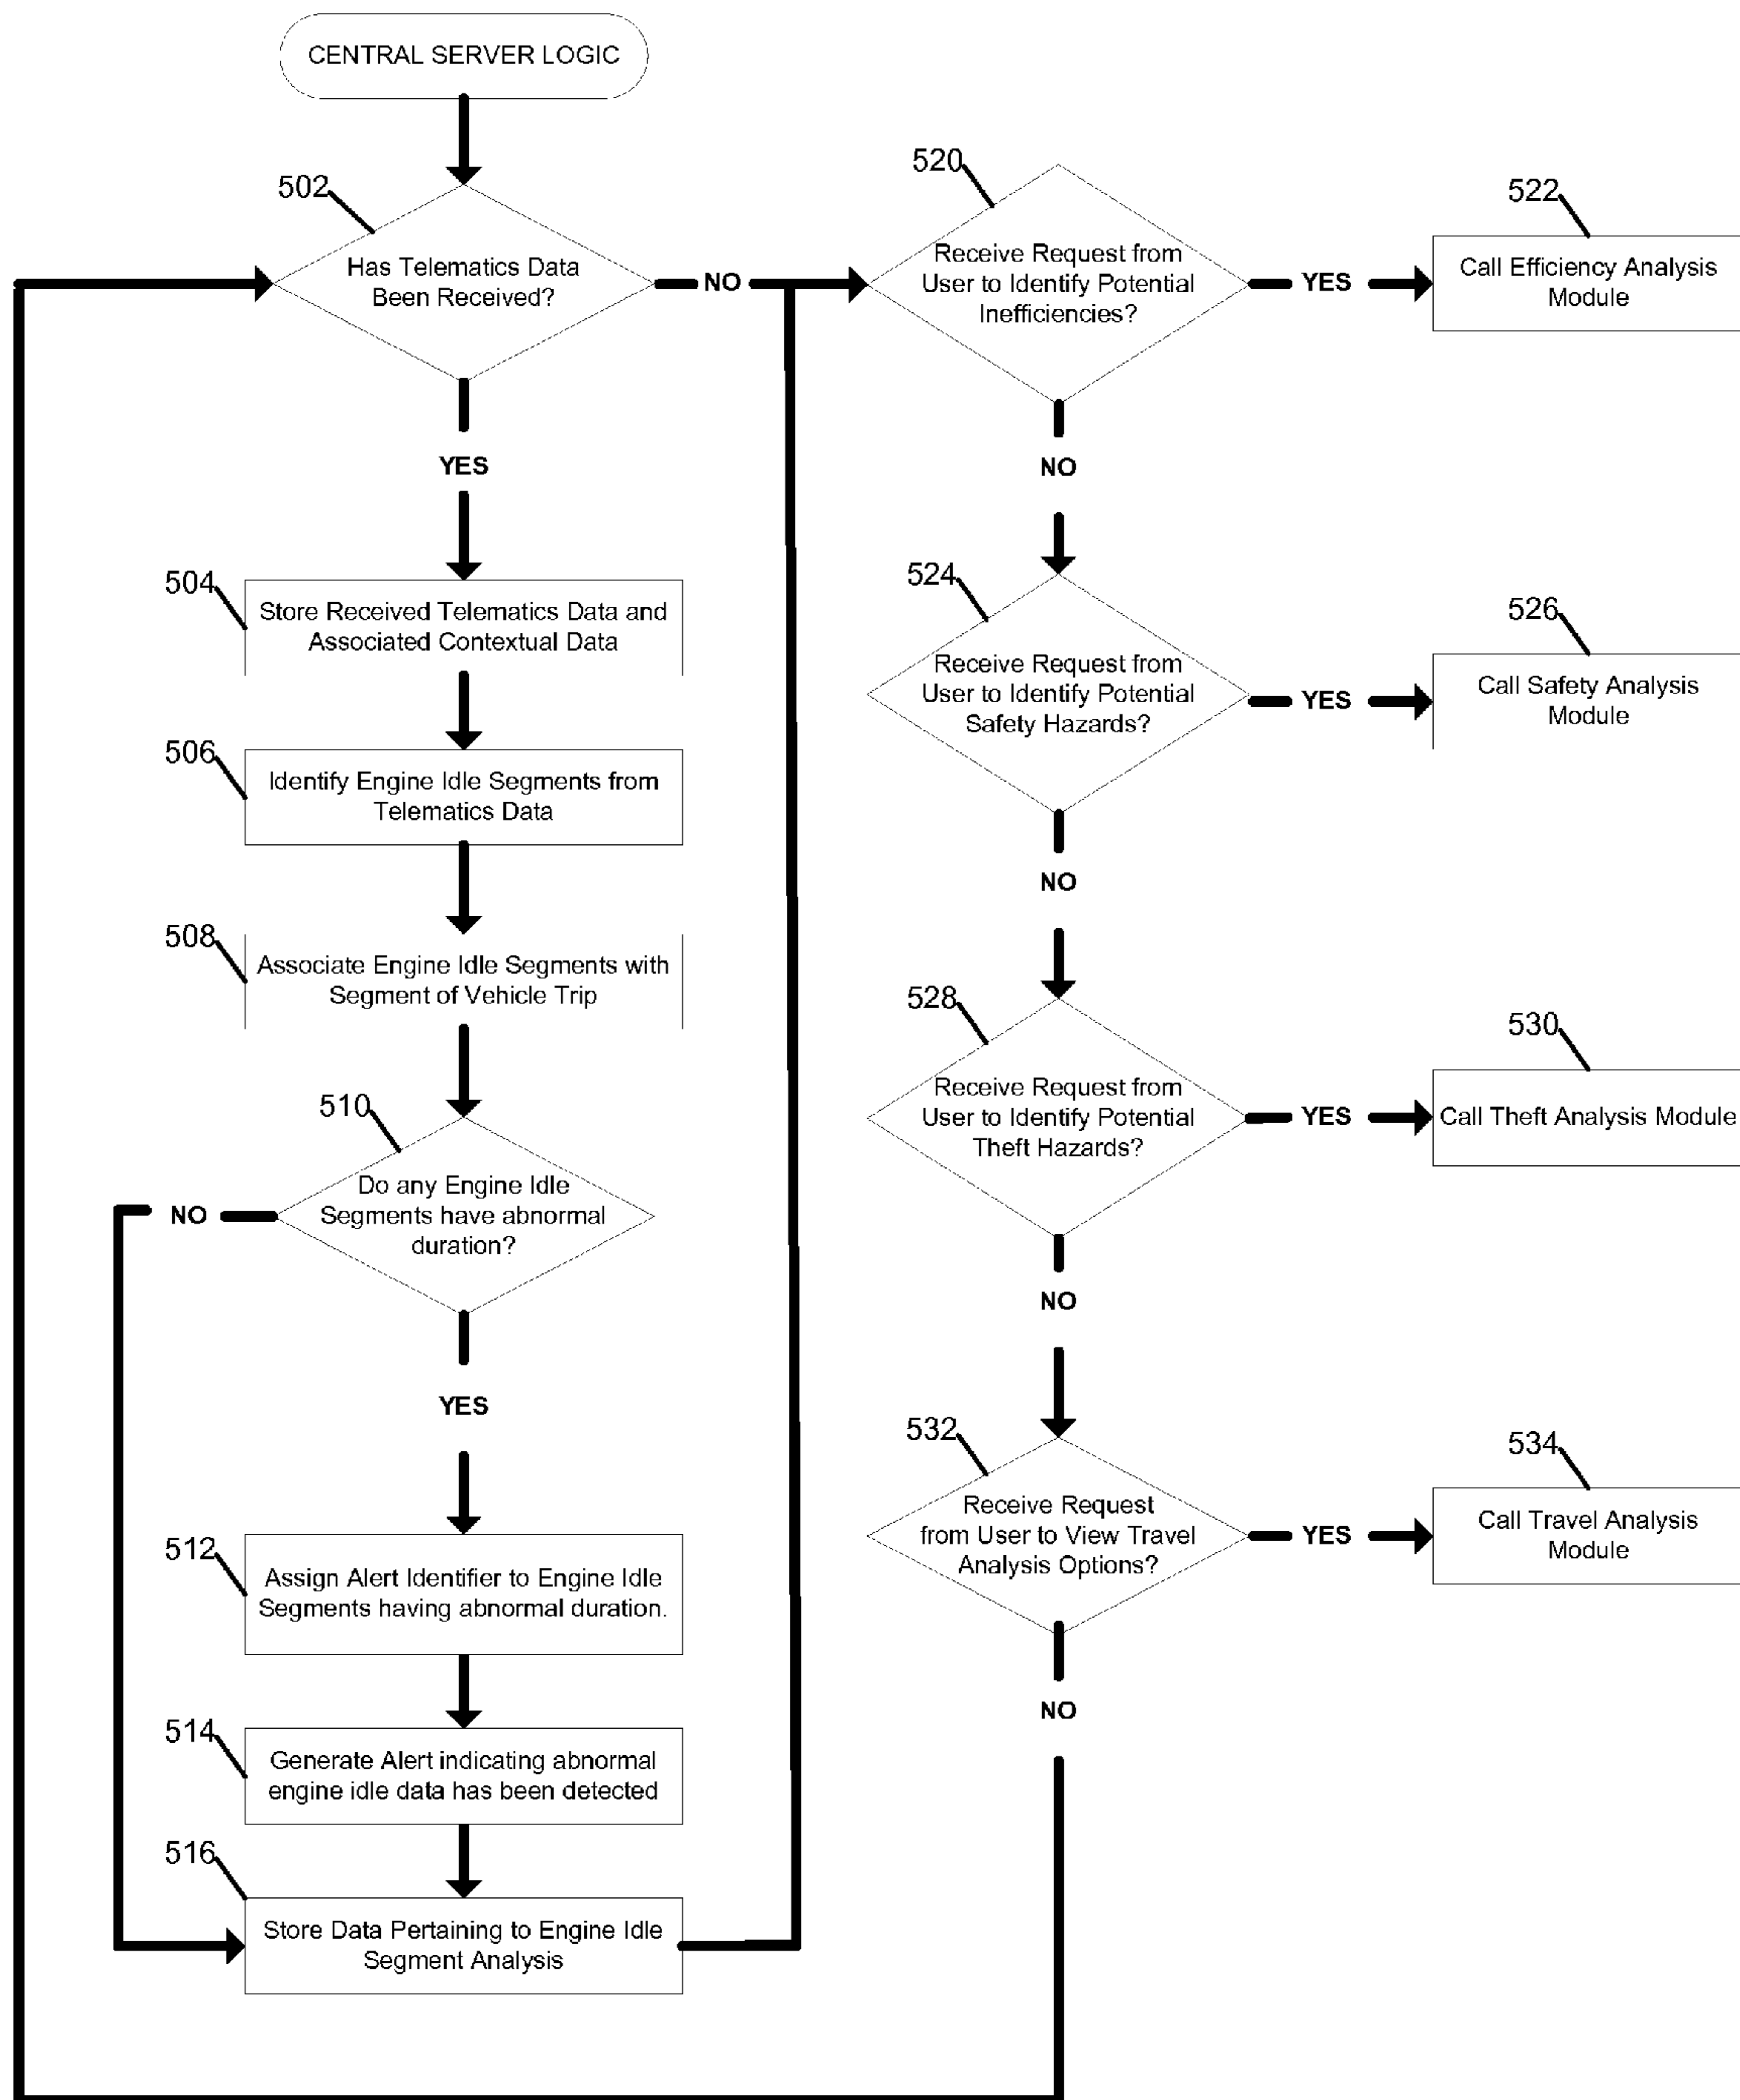 CENTRAL SERVER LOGIC
502
Has Telematics Data
Been Received?
NO
YES
504
Store Received Telematics Data and
Associated Contextual Data
506
Identify Engine Idle Segments from
Telematics Data
508
Associate Engine Idle Segments with
Segment of Vehicle Trip
510
Do any Engine Idle
Segments have abnormal
duration?
NO
YES
512
Assign Alert Identifier to Engine Idle
Segments having abnormal duration.
514
Generate Alert indicating abnormal
engine idle data has been detected
516
Store Data Pertaining to Engine Idle
Segment Analysis
520
Receive Request from
User to Identify Potential
Inefficiencies?
YES
522
Call Efficiency Analysis
Module
NO
524
Receive Request from
User to Identify Potential
Safety Hazards?
YES
526
Call Safety Analysis
Module
NO
528
Receive Request from
User to Identify Potential
Theft Hazards?
YES
530
Call Theft Analysis Module
NO
532
Receive Request
from User to View Travel
Analysis Options?
YES
534
Call Travel Analysis
Module
NO